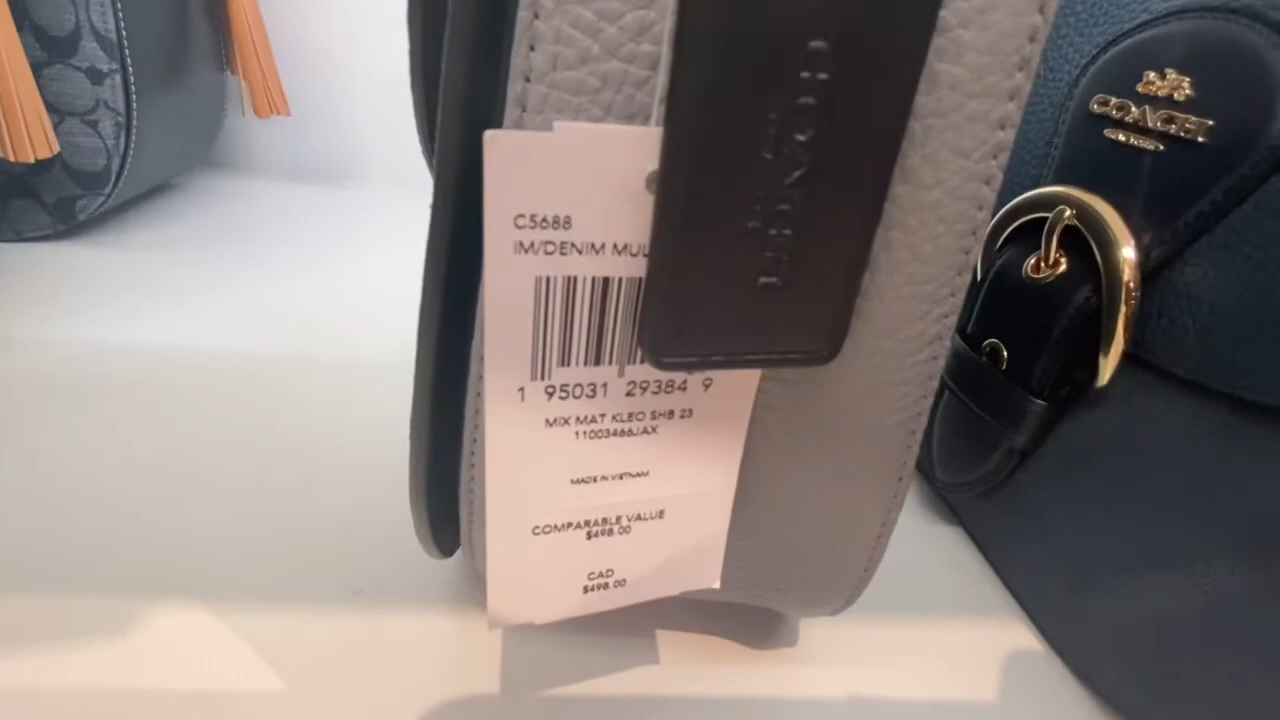 C5688
IM/DENIM MUL
1 95031 29384 9
MIX MAT KLEO SHB 23
11003466JAX
MADE IN VIETNAM
COMPARABLE VALUE
$498.00
CAD
$498.00
COACH